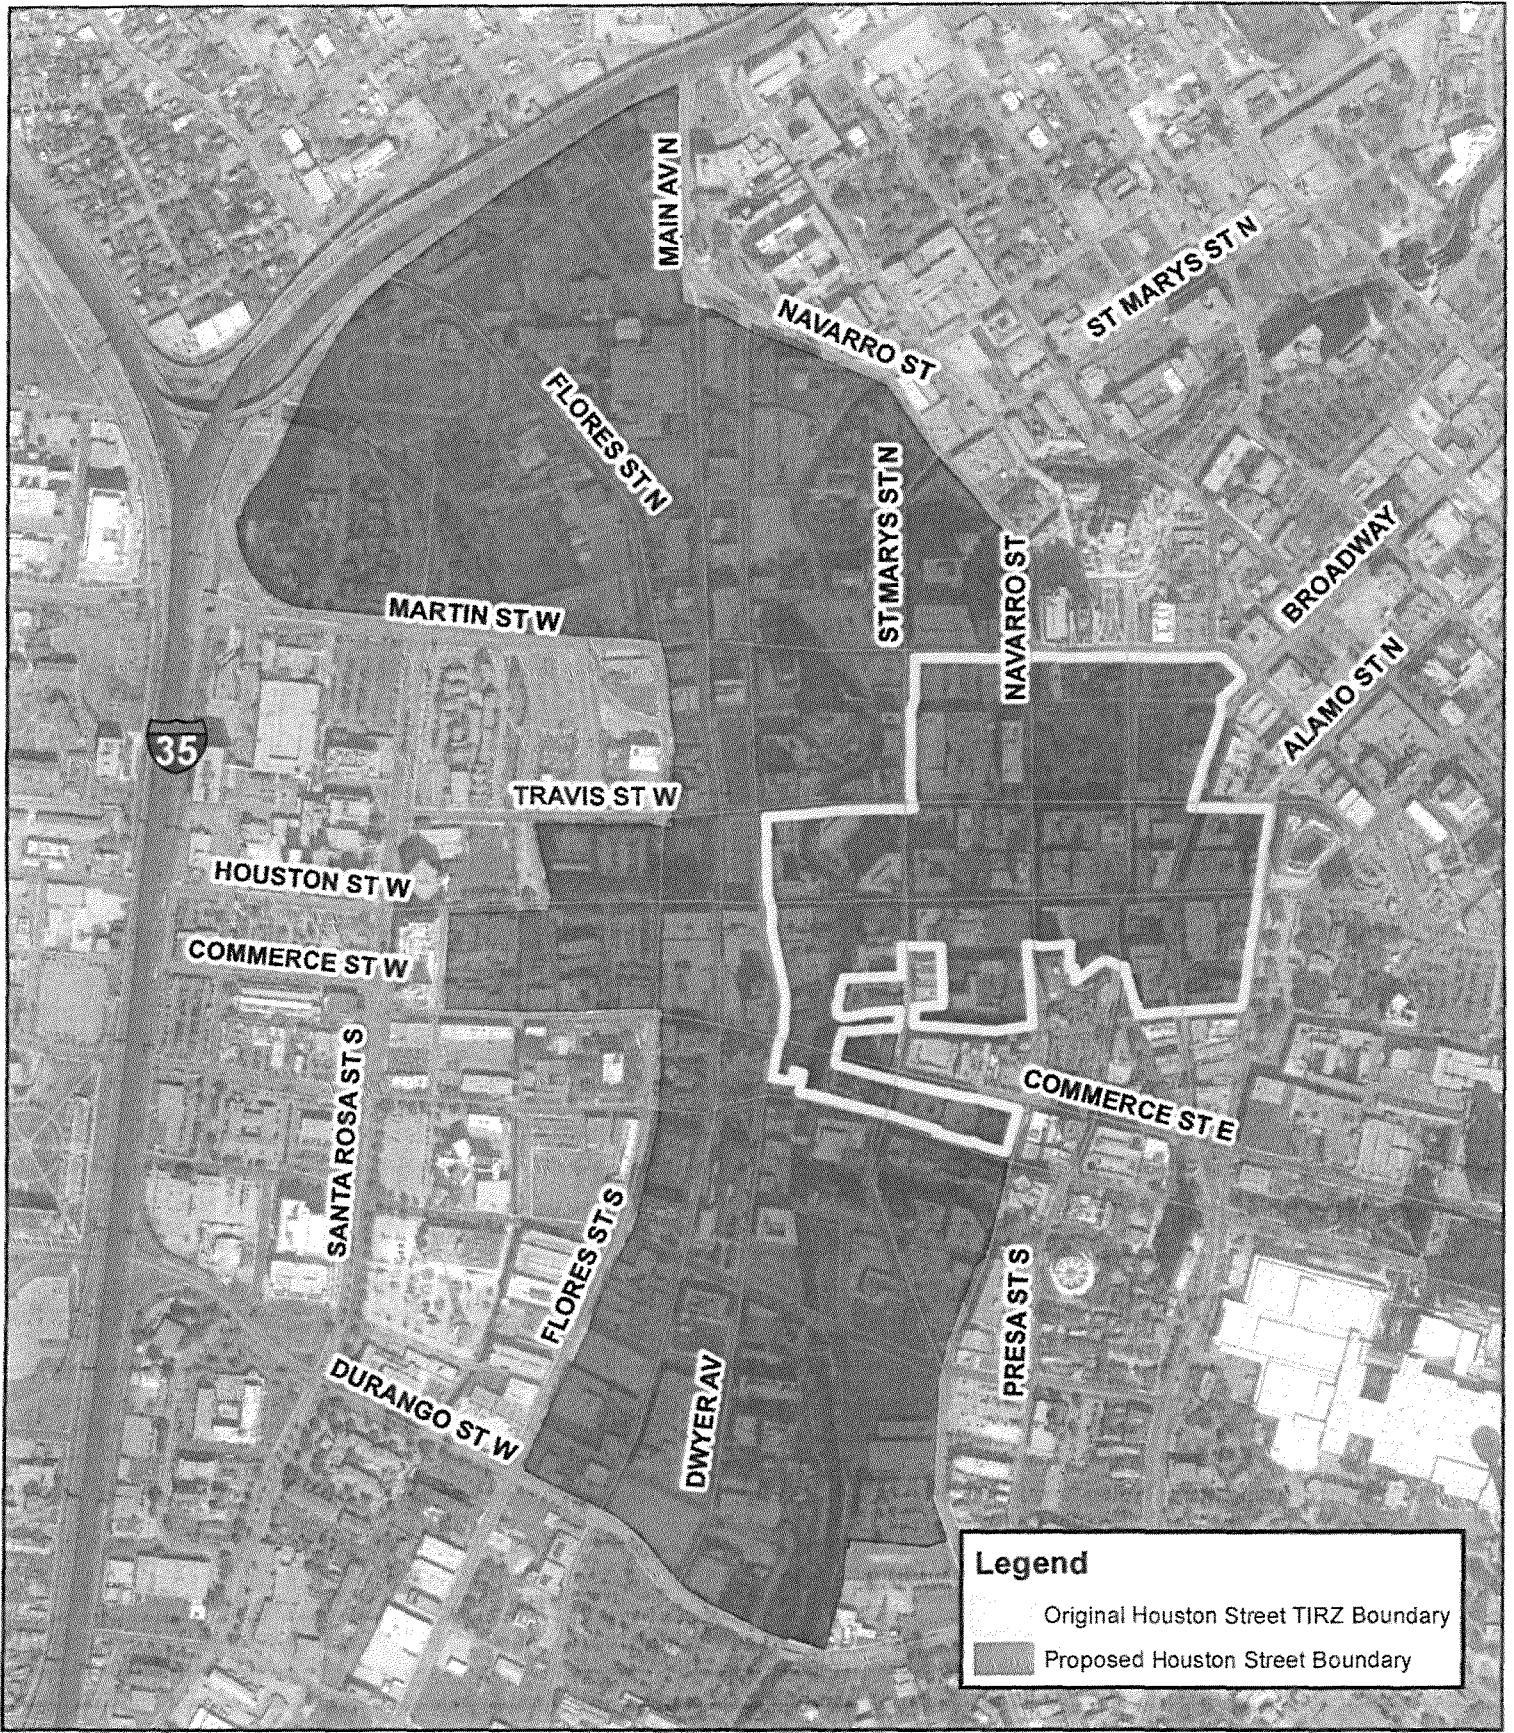 MAIN AV N
ST MARYS ST N
NAVARRO ST
FLORES ST N
ST MARYS ST N
NAVARRO ST
BROADWAY
MARTIN ST W
ALAMO ST N
35
TRAVIS ST W
HOUSTON ST W
COMMERCE ST W
SANTA ROSA ST S
COMMERCE ST E
FLORES ST S
PRESA ST S
DURANGO ST W
DWYER AV
Legend
Original Houston Street TIRZ Boundary
Proposed Houston Street Boundary